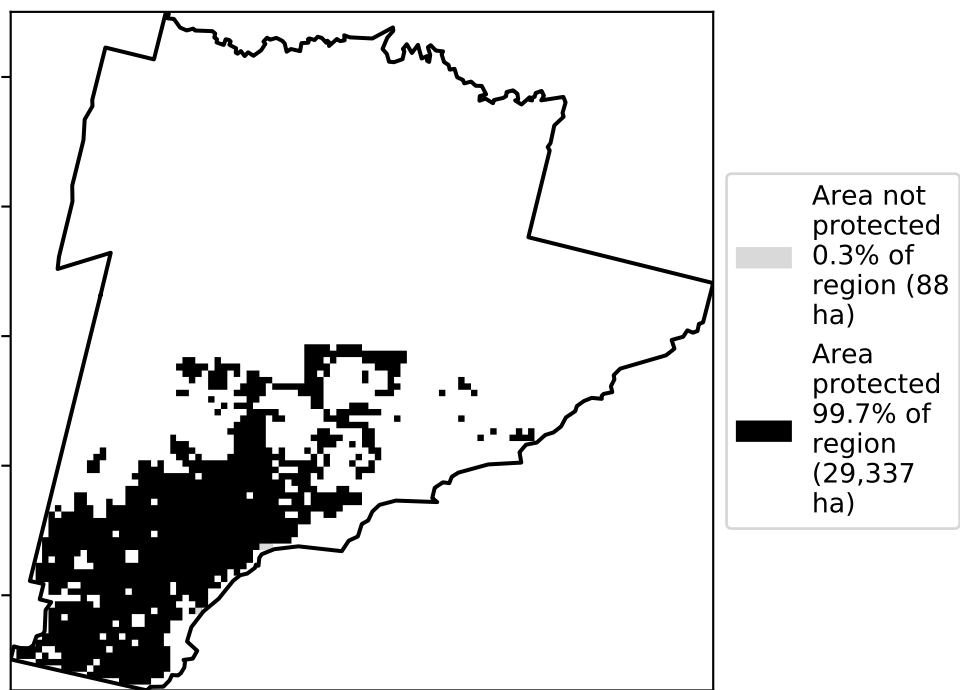 Area not
protected
0.3% of
region (88
ha)
Area
protected
99.7% of
region
(29,337
ha)